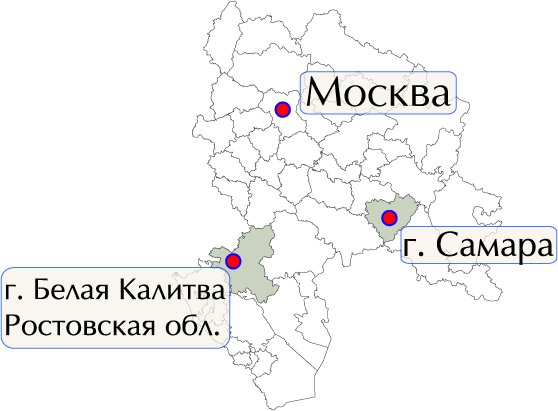 Москва
г. Самара
г. Белая Калитва
Ростовская обл.